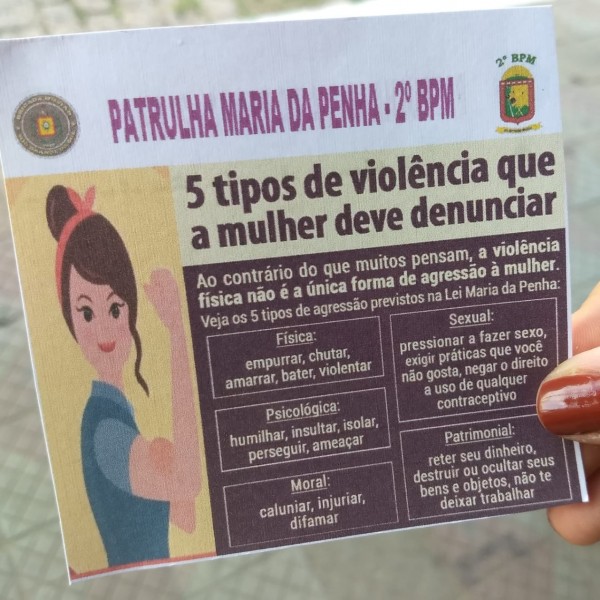 2º BPM
PATRULHA MARIA DA PENHA - 2º BPM
5 tipos de violência que
a mulher deve denunciar
Ao contrário do que muitos pensam, a violência
física não é a única forma de agressão à mulher.
Veja os 5 tipos de agressão previstos na Lei Maria da Penha:
Física:
empurrar, chutar,
amarrar, bater, violentar
Psicológica:
humilhar, insultar, isolar,
perseguir, ameaçar
Moral:
caluniar, injuriar,
difamar
Sexual:
pressionar a fazer sexo,
exigir práticas que você
não gosta, negar o direito
a uso de qualquer
contraceptivo
Patrimonial:
reter seu dinheiro,
destruir ou ocultar seus
bens e objetos, não te
deixar trabalhar